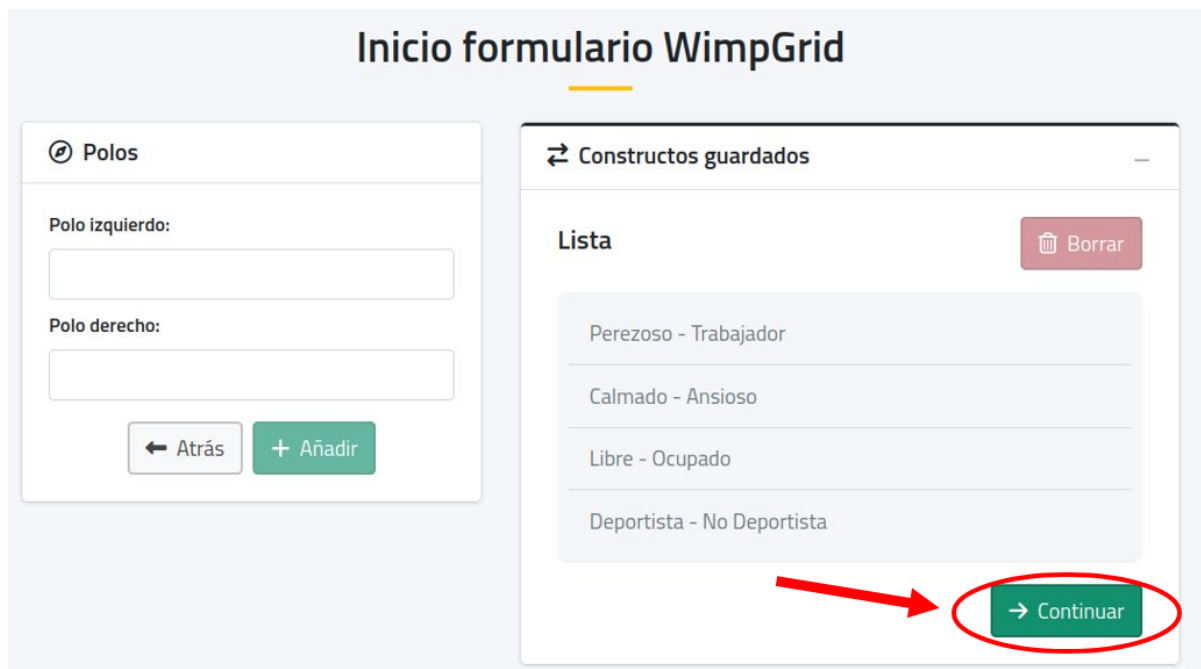 Inicio formulario WimpGrid
Polos
Polo izquierdo:
Polo derecho:
Atrás
Añadir
Constructos guardados
Lista
Borrar
Perezoso - Trabajador
Calmado - Ansioso
Libre - Ocupado
Deportista - No Deportista
Continuar